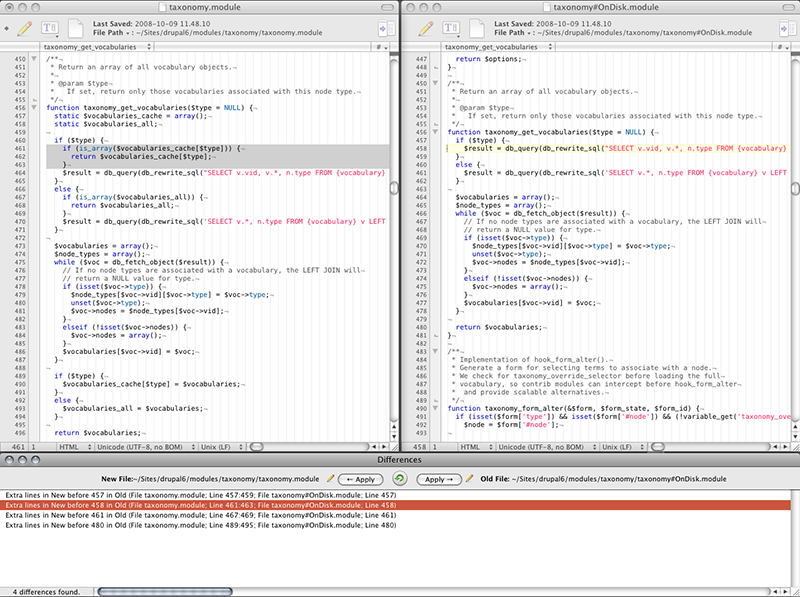 taxonomy.module
Last Saved: 2008-10-09 11.48.10
File Path ▾ : ~/Sites/drupal6/modules/taxonomy/taxonomy.module
taxonomy_get_vocabularies
450 /**¬
451 * Return an array of all vocabulary objects.¬
452 *¬
453 * @param $type¬
454 * If set, return only those vocabularies associated with this node type.¬
455 */¬
456 function taxonomy_get_vocabularies($type = NULL) {¬
457 static $vocabularies_cache = array();¬
458 static $vocabularies_all;¬
459 ¬
460 if ($type) {¬
461 if (is_array($vocabularies_cache[$type])) {¬
462 return $vocabularies_cache[$type];¬
463 }¬
464 $result = db_query(db_rewrite_sql("SELECT v.vid, v.*, n.type FROM {vocabulary}
465 }¬
466 else {¬
467 if (is_array($vocabularies_all)) {¬
468 return $vocabularies_all;¬
469 }¬
470 $result = db_query(db_rewrite_sql('SELECT v.*, n.type FROM {vocabulary} v LEFT
471 }¬
472 ¬
473 $vocabularies = array();¬
474 $node_types = array();¬
475 while ($voc = db_fetch_object($result)) {¬
476 // If no node types are associated with a vocabulary, the LEFT JOIN will¬
477 // return a NULL value for type.¬
478 if (isset($voc->type)) {¬
479 $node_types[$voc->vid][$voc->type] = $voc->type;¬
480 unset($voc->type);¬
481 $voc->nodes = $node_types[$voc->vid];¬
482 }¬
483 elseif (!isset($voc->nodes)) {¬
484 $voc->nodes = array();¬
485 }¬
486 $vocabularies[$voc->vid] = $voc;¬
487 }¬
488 ¬
489 if ($type) {¬
490 $vocabularies_cache[$type] = $vocabularies;¬
491 }¬
492 else {¬
493 $vocabularies_all = $vocabularies;¬
494 }¬
495 ¬
496 return $vocabularies;¬
461 1 HTML Unicode (UTF-8, no BOM) Unix (LF)
taxonomy#OnDisk.module
Last Saved: 2008-10-09 11.48.10
File Path ▾ : ~/Sites/drupal6/modules/taxonomy/taxonomy#OnDisk.module
taxonomy_get_vocabularies
447 return $options;¬
448 }¬
449 ¬
450 /**¬
451 * Return an array of all vocabulary objects.¬
452 *¬
453 * @param $type¬
454 * If set, return only those vocabularies associated with this node type.¬
455 */¬
456 function taxonomy_get_vocabularies($type = NULL) {¬
457 if ($type) {¬
458 $result = db_query(db_rewrite_sql("SELECT v.vid, v.*, n.type FROM {vocabulary}
459 }¬
460 else {¬
461 $result = db_query(db_rewrite_sql('SELECT v.*, n.type FROM {vocabulary} v LEFT
462 }¬
463 ¬
464 $vocabularies = array();¬
465 $node_types = array();¬
466 while ($voc = db_fetch_object($result)) {¬
467 // If no node types are associated with a vocabulary, the LEFT JOIN will¬
468 // return a NULL value for type.¬
469 if (isset($voc->type)) {¬
470 $node_types[$voc->vid][$voc->type] = $voc->type;¬
471 unset($voc->type);¬
472 $voc->nodes = $node_types[$voc->vid];¬
473 }¬
474 elseif (!isset($voc->nodes)) {¬
475 $voc->nodes = array();¬
476 }¬
477 $vocabularies[$voc->vid] = $voc;¬
478 }¬
479 ¬
480 return $vocabularies;¬
481 }¬
482 ¬
483 /**¬
484 * Implementation of hook_form_alter().¬
485 * Generate a form for selecting terms to associate with a node.¬
486 * We check for taxonomy_override_selector before loading the full¬
487 * vocabulary, so contrib modules can intercept before hook_form_alter¬
488 * and provide scalable alternatives.¬
489 */¬
490 function taxonomy_form_alter(&$form, $form_state, $form_id) {¬
491 if (isset($form['type']) && isset($form['#node']) && (!variable_get('taxonomy_ove
492 $node = $form['#node'];¬
493 ¬
458 1 HTML Unicode (UTF-8, no BOM) Unix (LF)
Differences
New File:~/Sites/drupal6/modules/taxonomy/taxonomy.module ← Apply Apply → Old File: ~/Sites/drupal6/modules/taxonomy/taxonomy#OnDisk.module
Extra lines in New before 457 in Old (File taxonomy.module; Line 457:459; File taxonomy#OnDisk.module; Line 457)
Extra lines in New before 458 in Old (File taxonomy.module; Line 461:463; File taxonomy#OnDisk.module; Line 458)
Extra lines in New before 461 in Old (File taxonomy.module; Line 467:469; File taxonomy#OnDisk.module; Line 461)
Extra lines in New before 480 in Old (File taxonomy.module; Line 489:495; File taxonomy#OnDisk.module; Line 480)
4 differences found.